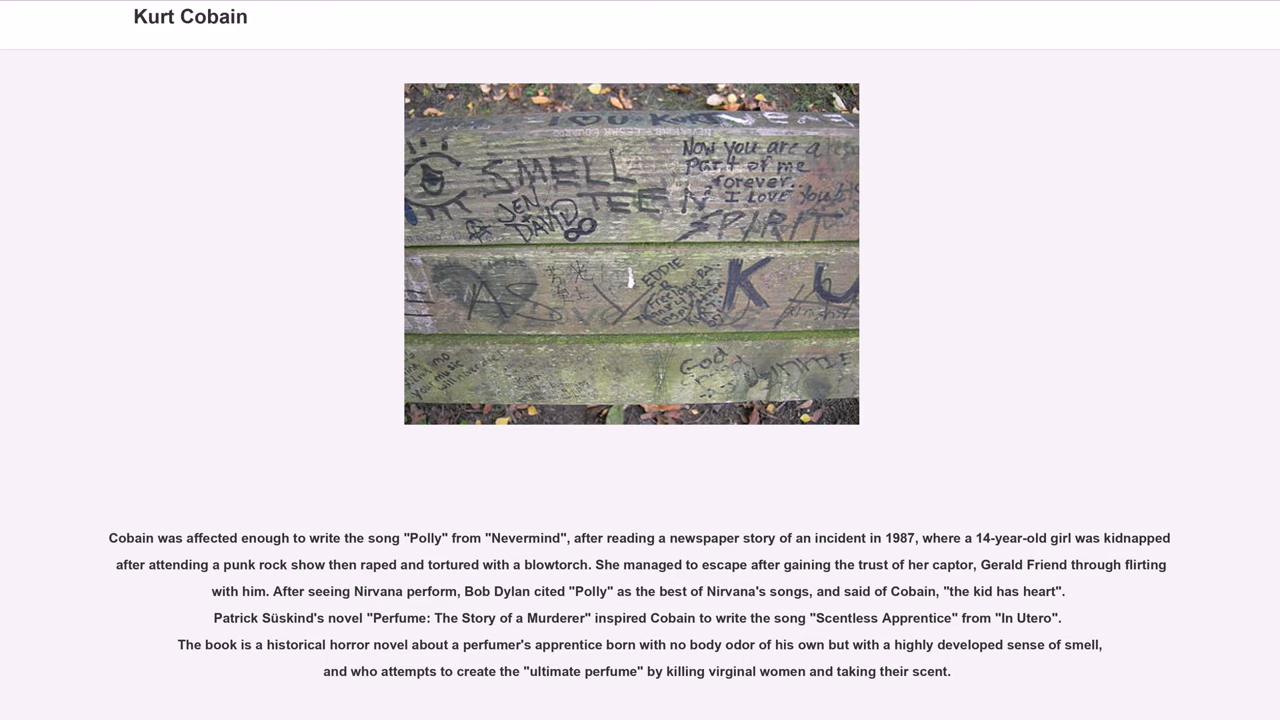 Kurt Cobain
I ♡ U KURT
SMELL
Now you are a
part of me
forever.
I LOVE you
JEN
DAVID
TEEN
SPIRIT
EDDIE
K U
your music
God
Cobain was affected enough to write the song "Polly" from "Nevermind", after reading a newspaper story of an incident in 1987, where a 14-year-old girl was kidnapped
after attending a punk rock show then raped and tortured with a blowtorch. She managed to escape after gaining the trust of her captor, Gerald Friend through flirting
with him. After seeing Nirvana perform, Bob Dylan cited "Polly" as the best of Nirvana's songs, and said of Cobain, "the kid has heart".
Patrick Süskind's novel "Perfume: The Story of a Murderer" inspired Cobain to write the song "Scentless Apprentice" from "In Utero".
The book is a historical horror novel about a perfumer's apprentice born with no body odor of his own but with a highly developed sense of smell,
and who attempts to create the "ultimate perfume" by killing virginal women and taking their scent.